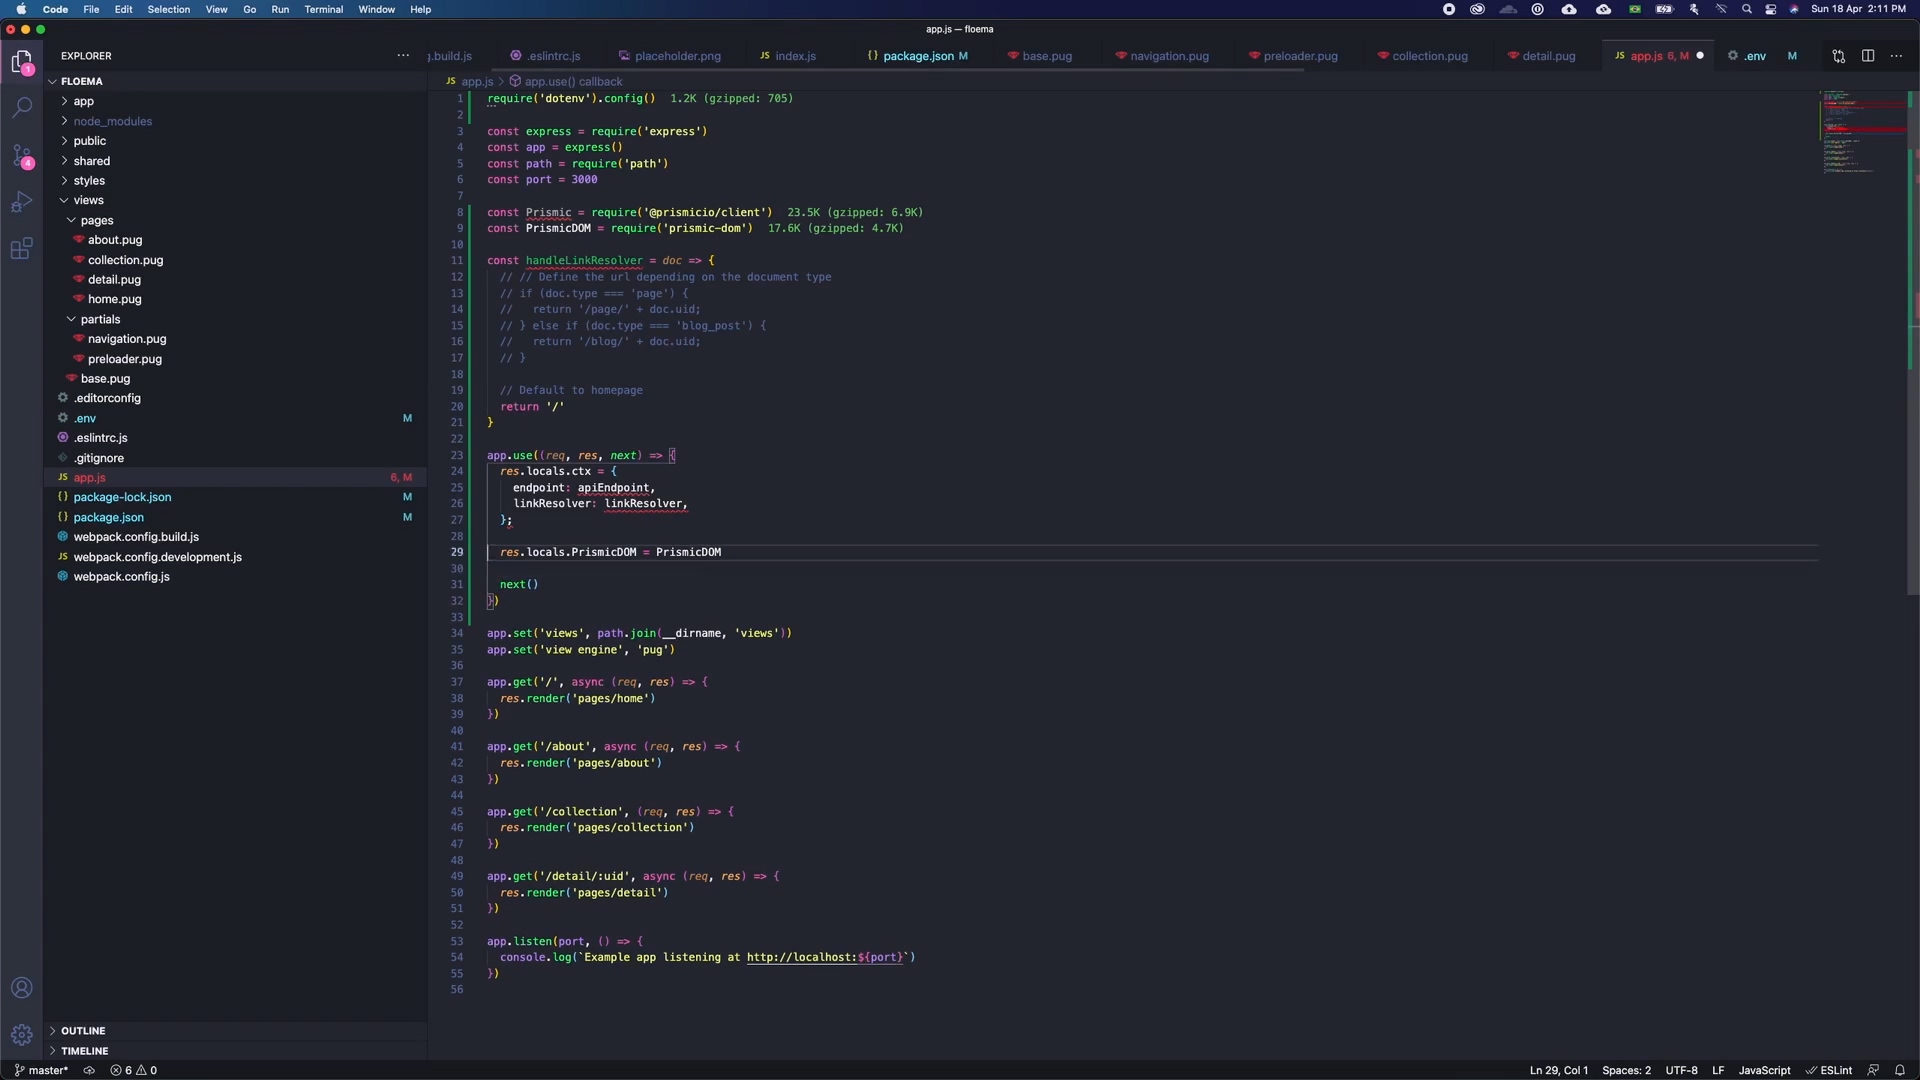 Code File Edit Selection View Go Run Terminal Window Help Sun 18 Apr 2:11 PM
app.js — floema
EXPLORER
g.build.js .eslintrc.js placeholder.png JS index.js {} package.json M base.pug navigation.pug preloader.pug collection.pug detail.pug JS app.js 6, M .env M
JS app.js > app.use() callback
1
4
FLOEMA
app
node_modules
public
shared
styles
views
pages
about.pug
collection.pug
detail.pug
home.pug
partials
navigation.pug
preloader.pug
base.pug
.editorconfig
.env M
.eslintrc.js
.gitignore
JS app.js 6, M
{} package-lock.json M
{} package.json M
webpack.config.build.js
JS webpack.config.development.js
webpack.config.js
OUTLINE
TIMELINE
1 require('dotenv').config() 1.2K (gzipped: 705)
2
3 const express = require('express')
4 const app = express()
5 const path = require('path')
6 const port = 3000
7
8 const Prismic = require('@prismicio/client') 23.5K (gzipped: 6.9K)
9 const PrismicDOM = require('prismic-dom') 17.6K (gzipped: 4.7K)
10
11 const handleLinkResolver = doc => {
12 // // Define the url depending on the document type
13 // if (doc.type === 'page') {
14 // return '/page/' + doc.uid;
15 // } else if (doc.type === 'blog_post') {
16 // return '/blog/' + doc.uid;
17 // }
18
19 // Default to homepage
20 return '/'
21 }
22
23 app.use((req, res, next) => {
24 res.locals.ctx = {
25 endpoint: apiEndpoint,
26 linkResolver: linkResolver,
27 };
28
29 res.locals.PrismicDOM = PrismicDOM
30
31 next()
32 })
33
34 app.set('views', path.join(__dirname, 'views'))
35 app.set('view engine', 'pug')
36
37 app.get('/', async (req, res) => {
38 res.render('pages/home')
39 })
40
41 app.get('/about', async (req, res) => {
42 res.render('pages/about')
43 })
44
45 app.get('/collection', (req, res) => {
46 res.render('pages/collection')
47 })
48
49 app.get('/detail/:uid', async (req, res) => {
50 res.render('pages/detail')
51 })
52
53 app.listen(port, () => {
54 console.log(`Example app listening at http://localhost:${port}`)
55 })
56
master* 6 0 Ln 29, Col 1 Spaces: 2 UTF-8 LF JavaScript ESLint